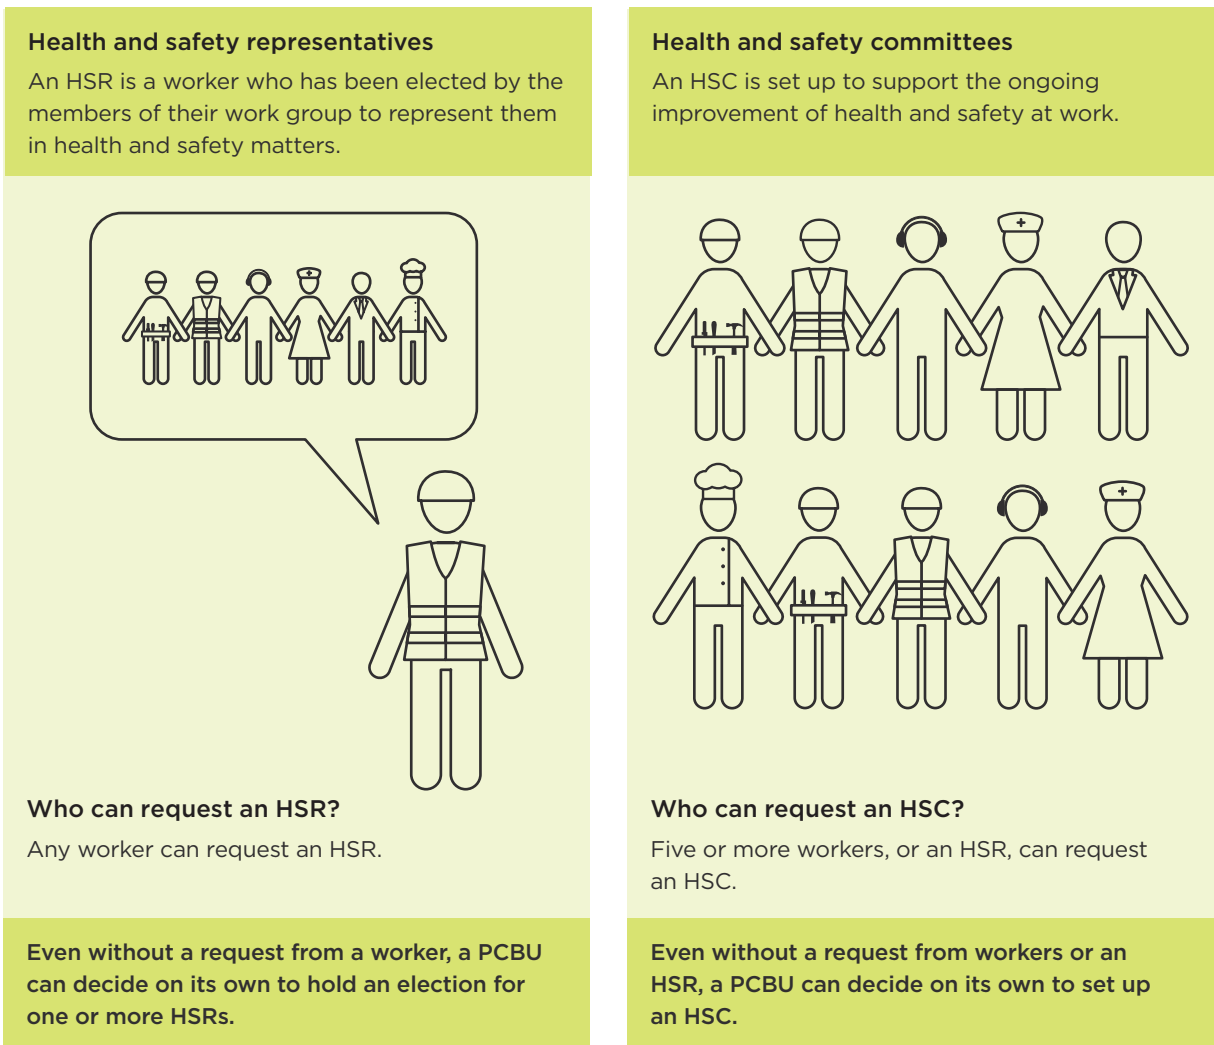 Health and safety representatives
An HSR is a worker who has been elected by the
members of their work group to represent them
in health and safety matters.
Who can request an HSR?
Any worker can request an HSR.
Even without a request from a worker, a PCBU
can decide on its own to hold an election for
one or more HSRs.
Health and safety committees
An HSC is set up to support the ongoing
improvement of health and safety at work.
Who can request an HSC?
Five or more workers, or an HSR, can request
an HSC.
Even without a request from workers or an
HSR, a PCBU can decide on its own to set up
an HSC.